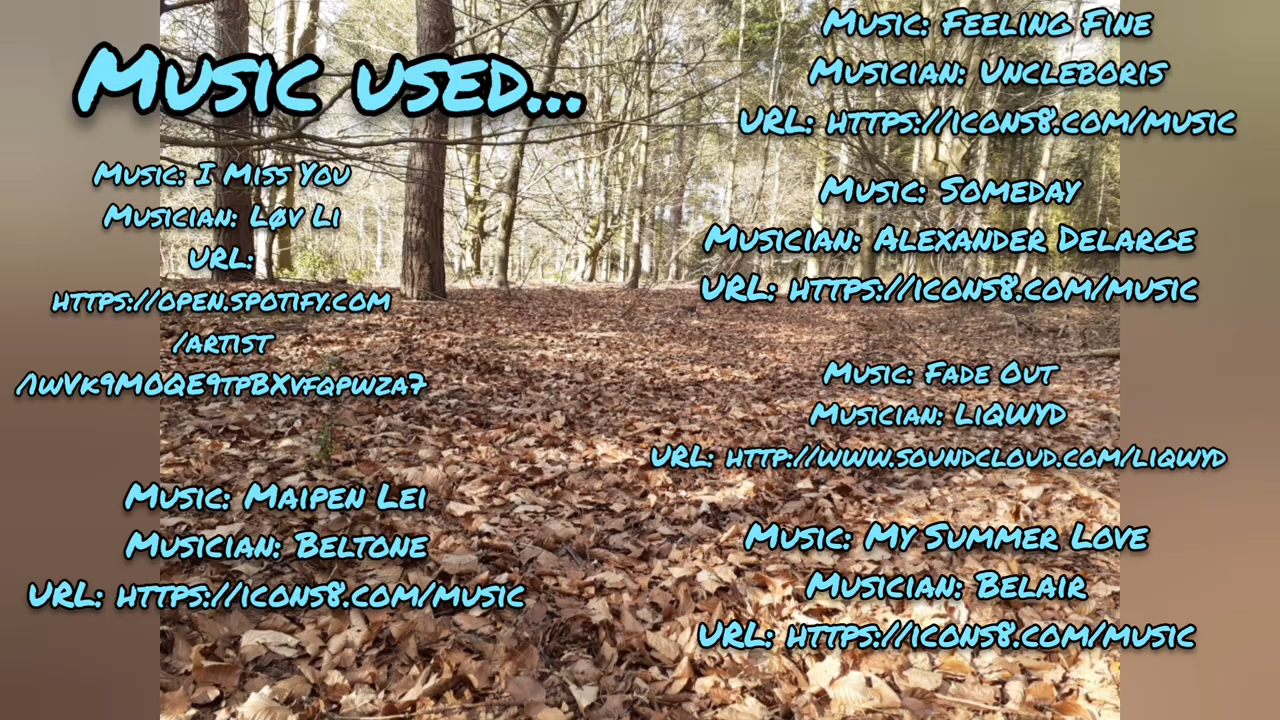 Music used...
Music: I Miss You
Musician: Løv Li
URL:
https://open.spotify.com
/artist
Music: Maipen Lei
Musician: Beltone
URL: https://icons8.com/music
Music: Feeling Fine
Musician: Uncleboris
URL: https://icons8.com/music
Music: Someday
Musician: Alexander Delarge
URL: https://icons8.com/music
Music: Fade Out
Musician: LiQWYD
URL: http://www.soundcloud.com/liqwyd
Music: My Summer Love
Musician: Belair
URL: https://icons8.com/music